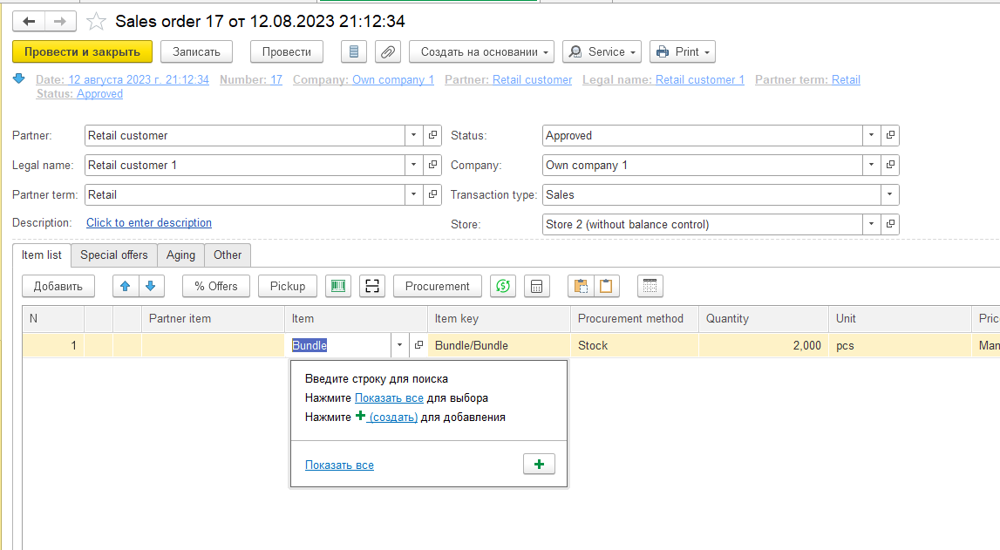 Sales order 17 от 12.08.2023 21:12:34
Провести и закрыть Записать Провести Создать на основании Service Print
Date: 12 августа 2023 г. 21:12:34 Number: 17 Company: Own company 1 Partner: Retail customer Legal name: Retail customer 1 Partner term: Retail
Status: Approved
Partner: Retail customer Status: Approved
Legal name: Retail customer 1 Company: Own company 1
Partner term: Retail Transaction type: Sales
Description: Click to enter description Store: Store 2 (without balance control)
Item list Special offers Aging Other
Добавить % Offers Pickup Procurement
N Partner item Item Item key Procurement method Quantity Unit Pric
1 Bundle Bundle/Bundle Stock 2,000 pcs Man
Введите строку для поиска
Нажмите Показать все для выбора
Нажмите (создать) для добавления
Показать все